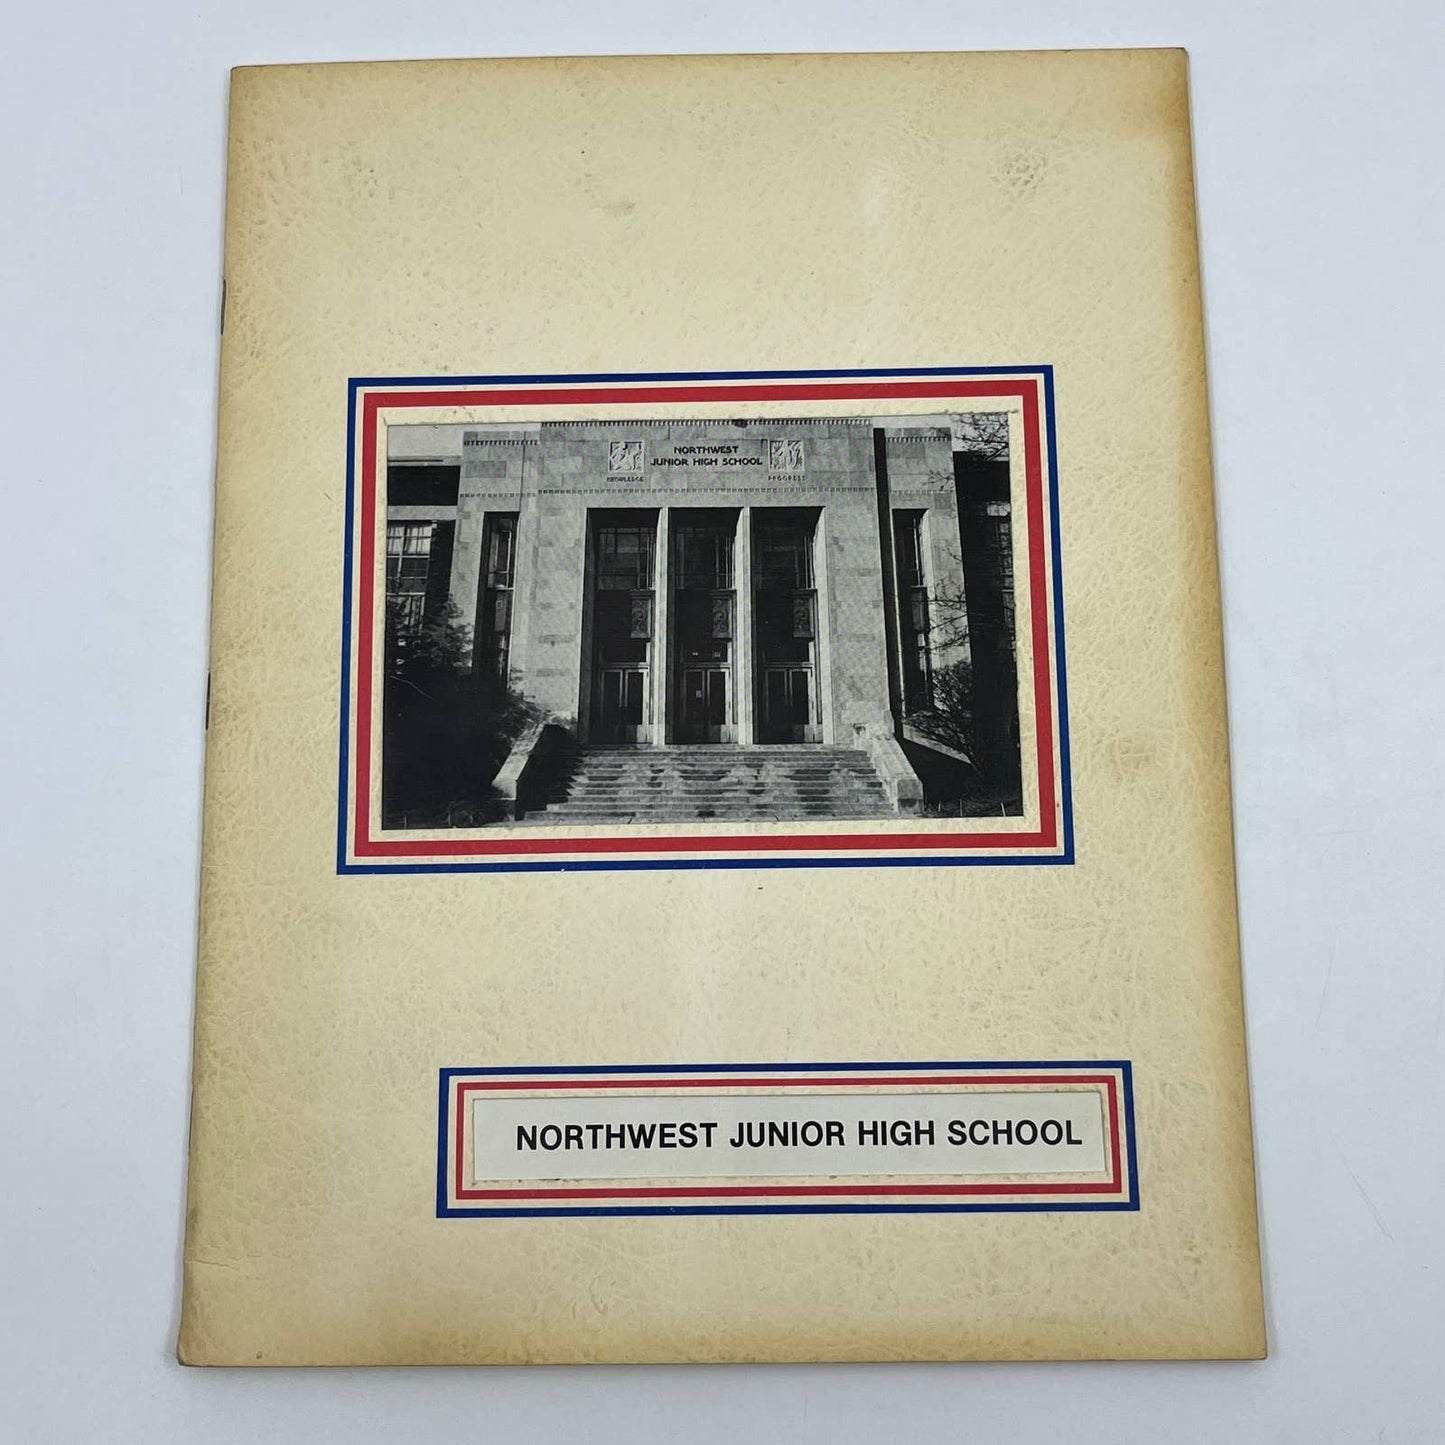 NORTHWEST
JUNIOR HIGH SCHOOL
KNOWLEDGE
PROGRESS
NORTHWEST JUNIOR HIGH SCHOOL